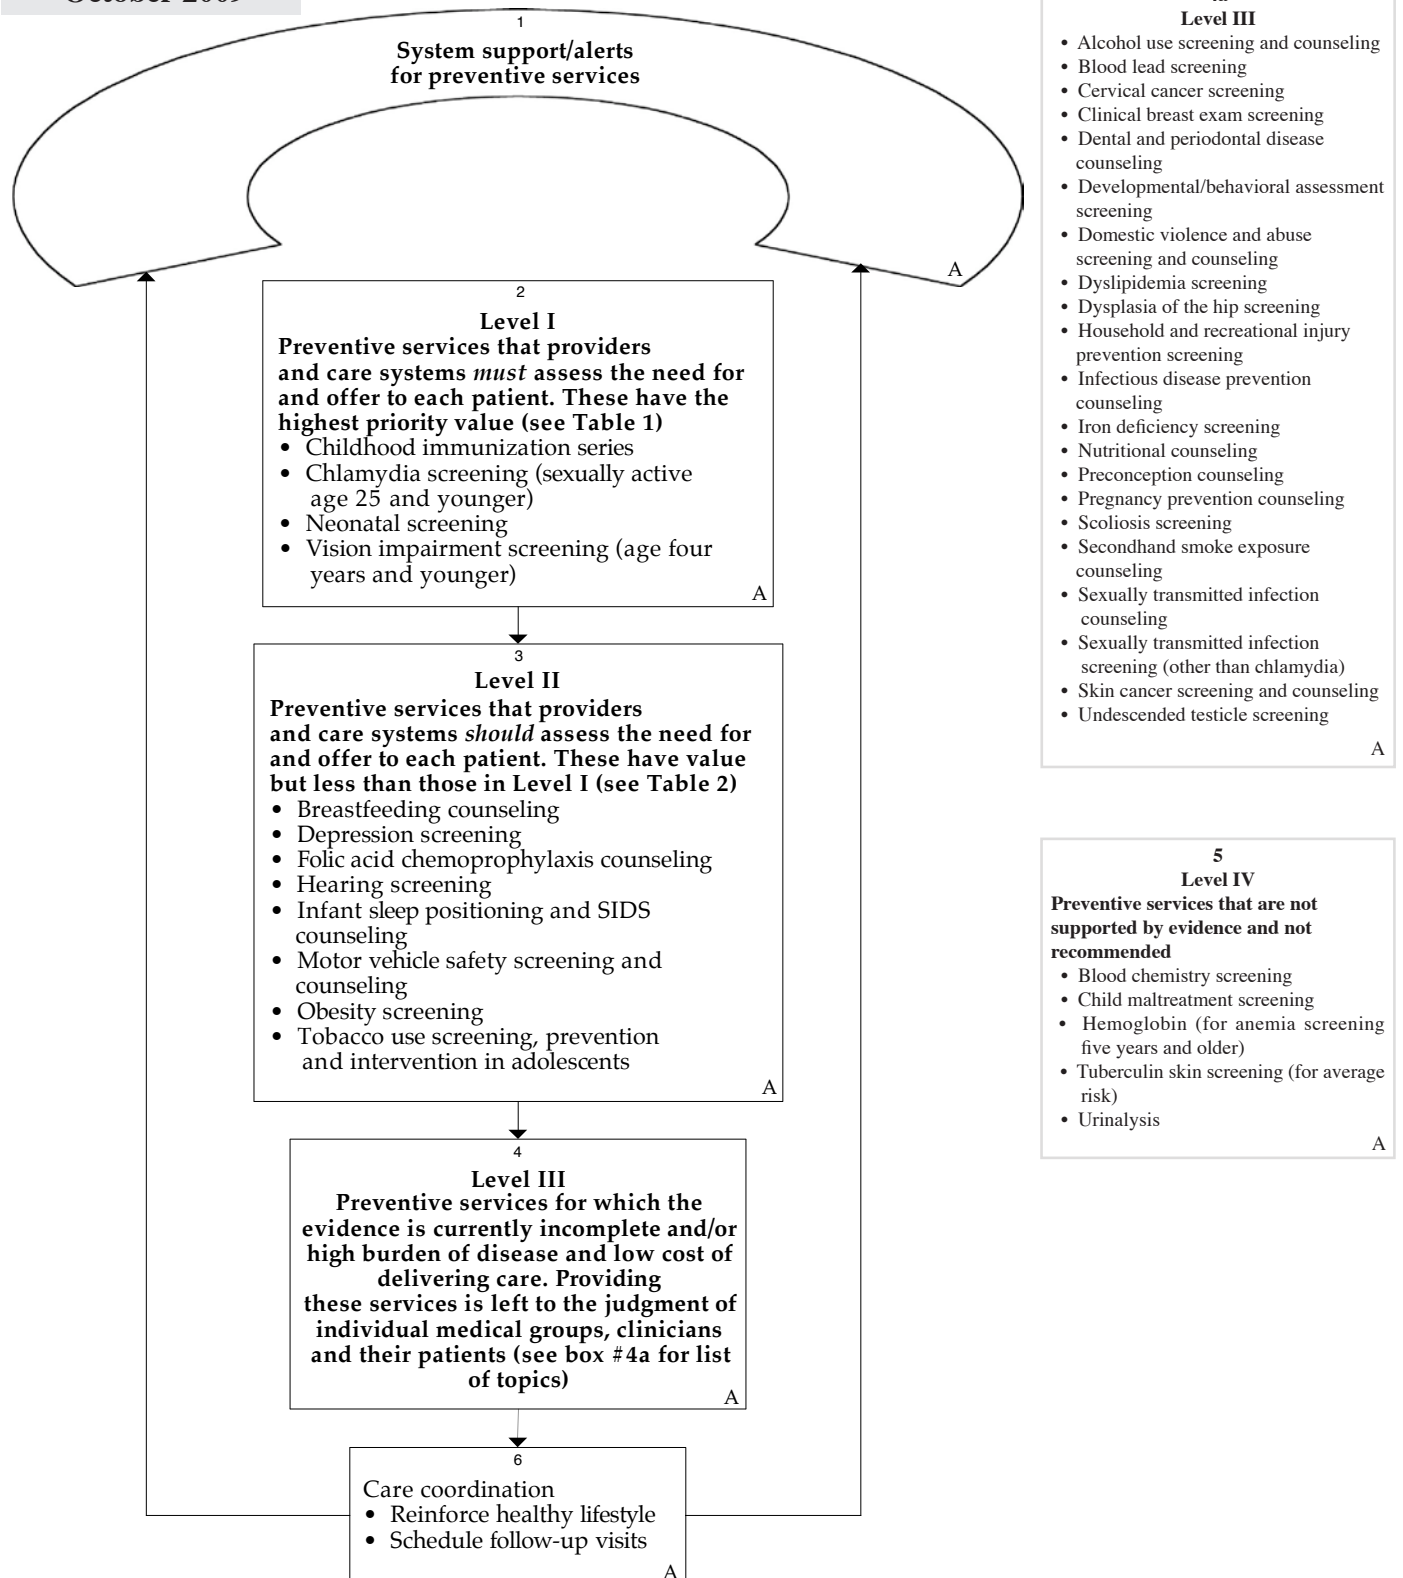 1
System support/alerts
for preventive services
A
2
Level I
Preventive services that providers
and care systems must assess the need for
and offer to each patient. These have the
highest priority value (see Table 1)
• Childhood immunization series
• Chlamydia screening (sexually active
age 25 and younger)
• Neonatal screening
• Vision impairment screening (age four
years and younger)
A
3
Level II
Preventive services that providers
and care systems should assess the need for
and offer to each patient. These have value
but less than those in Level I (see Table 2)
• Breastfeeding counseling
• Depression screening
• Folic acid chemoprophylaxis counseling
• Hearing screening
• Infant sleep positioning and SIDS
counseling
• Motor vehicle safety screening and
counseling
• Obesity screening
• Tobacco use screening, prevention
and intervention in adolescents
A
4
Level III
Preventive services for which the
evidence is currently incomplete and/or
high burden of disease and low cost of
delivering care. Providing
these services is left to the judgment of
individual medical groups, clinicians
and their patients (see box #4a for list
of topics)
A
6
Care coordination
• Reinforce healthy lifestyle
• Schedule follow-up visits
A
Level III
• Alcohol use screening and counseling
• Blood lead screening
• Cervical cancer screening
• Clinical breast exam screening
• Dental and periodontal disease
counseling
• Developmental/behavioral assessment
screening
• Domestic violence and abuse
screening and counseling
• Dyslipidemia screening
• Dysplasia of the hip screening
• Household and recreational injury
prevention screening
• Infectious disease prevention
counseling
• Iron deficiency screening
• Nutritional counseling
• Preconception counseling
• Pregnancy prevention counseling
• Scoliosis screening
• Secondhand smoke exposure
counseling
• Sexually transmitted infection
counseling
• Sexually transmitted infection
screening (other than chlamydia)
• Skin cancer screening and counseling
• Undescended testicle screening
A
5
Level IV
Preventive services that are not
supported by evidence and not
recommended
• Blood chemistry screening
• Child maltreatment screening
• Hemoglobin (for anemia screening
five years and older)
• Tuberculin skin screening (for average
risk)
• Urinalysis
A